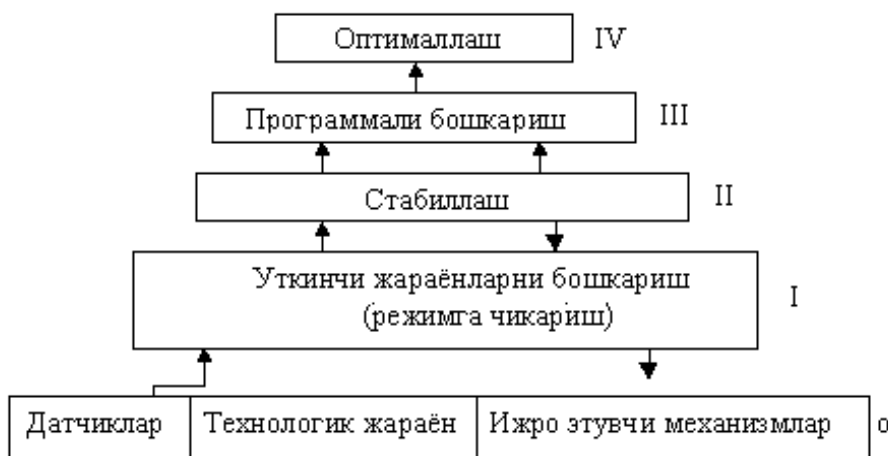 Оптималлаш IV
Программали бошкариш III
Стабиллаш II
Уткинчи жараёнларни бошкариш
(режимга чикариш) I
Датчиклар Технологик жараён Ижро этувчи механизмлар о